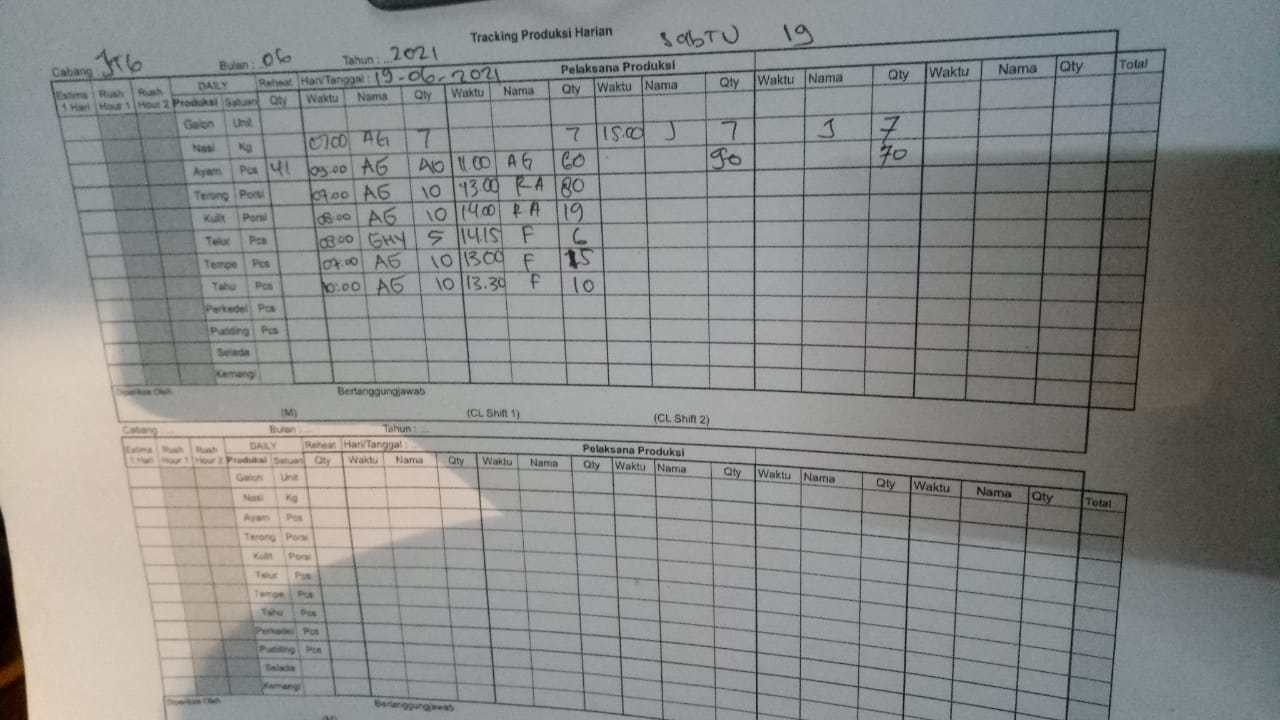 Tracking Produksi Harian SabTU 19
Cabang JT6 Bulan : 06 Tahun : ... 2021
Estima 1 Hari Rush Hour 1 Rush Hour 2 DAILY Reheat Hari/Tanggal : 19-06-2021 Pelaksana Produksi
Produksi Satuan Qty Waktu Nama Qty Waktu Nama Qty Waktu Nama Qty Waktu Nama Qty Waktu Nama Qty Total
Galon Unit
Nasi Kg 0700 AG 7 7 15.00 J 7 J 7
Ayam Pcs 41 09.00 AG 40 11.00 AG 60 90 70
Terong Porsi 07.00 AG 10 13.00 RA 80
Kulit Porsi 08.00 AG 10 14.00 RA 19
Telur Pcs 08:00 GHY 5 14.15 F 6
Tempe Pcs 07.00 AG 10 13.00 F 15
Tahu Pcs 10:00 AG 10 13.30 F 10
Perkedel Pcs
Pudding Pcs
Selada
Kemangi
Diperiksa Oleh Bertanggungjawab
(M) (CL Shift 1) (CL Shift 2)
Cabang : ... Bulan : ... Tahun : ...
Estima 1 Hari Rush Hour 1 Rush Hour 2 DAILY Reheat Hari/Tanggal : ... Pelaksana Produksi
Produksi Satuan Qty Waktu Nama Qty Waktu Nama Qty Waktu Nama Qty Waktu Nama Qty Waktu Nama Qty Total
Galon Unit
Nasi Kg
Ayam Pcs
Terong Porsi
Kulit Porsi
Telur Pcs
Tempe Pcs
Tahu Pcs
Perkedel Pcs
Pudding Pcs
Selada
Kemangi
Diperiksa Oleh Bertanggungjawab
(M)